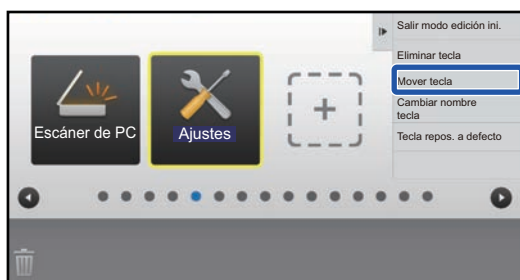 Salir modo edición ini.
Eliminar tecla
Mover tecla
Cambiar nombre
tecla
Tecla repos. a defecto
Escáner de PC
Ajustes